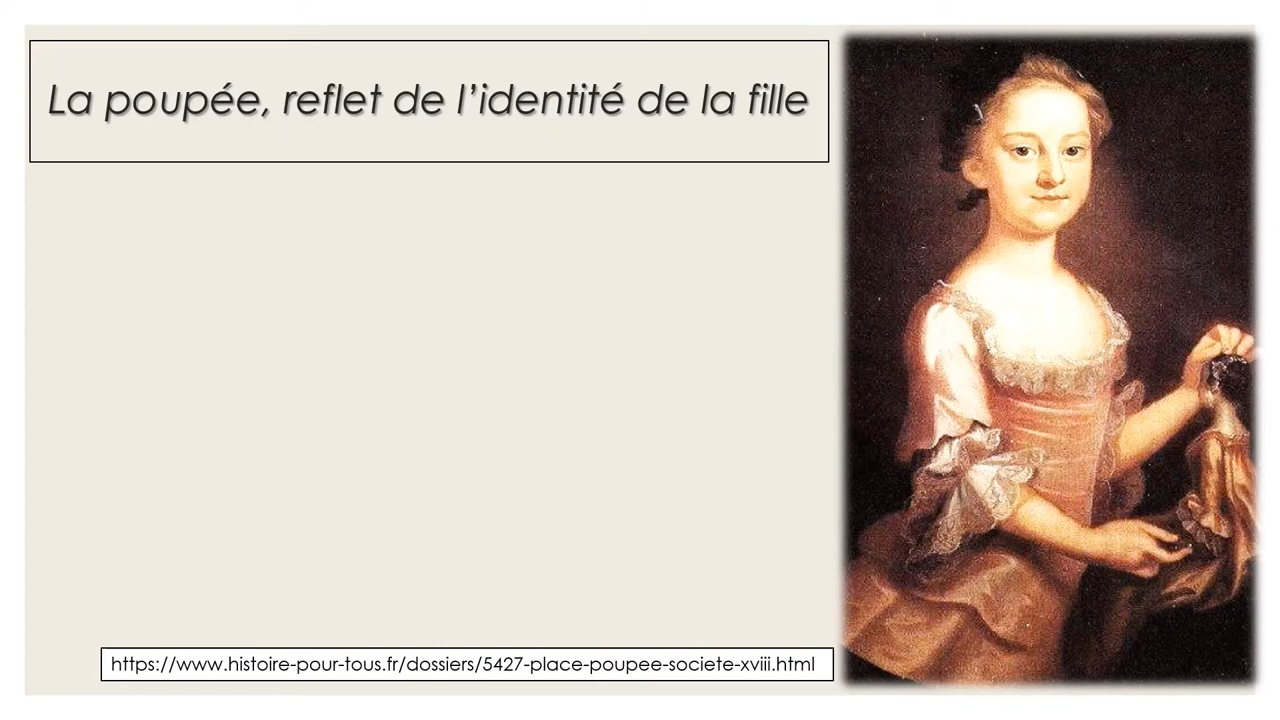 La poupée, reflet de l’identité de la fille
https://www.histoire-pour-tous.fr/dossiers/5427-place-poupee-societe-xviii.html